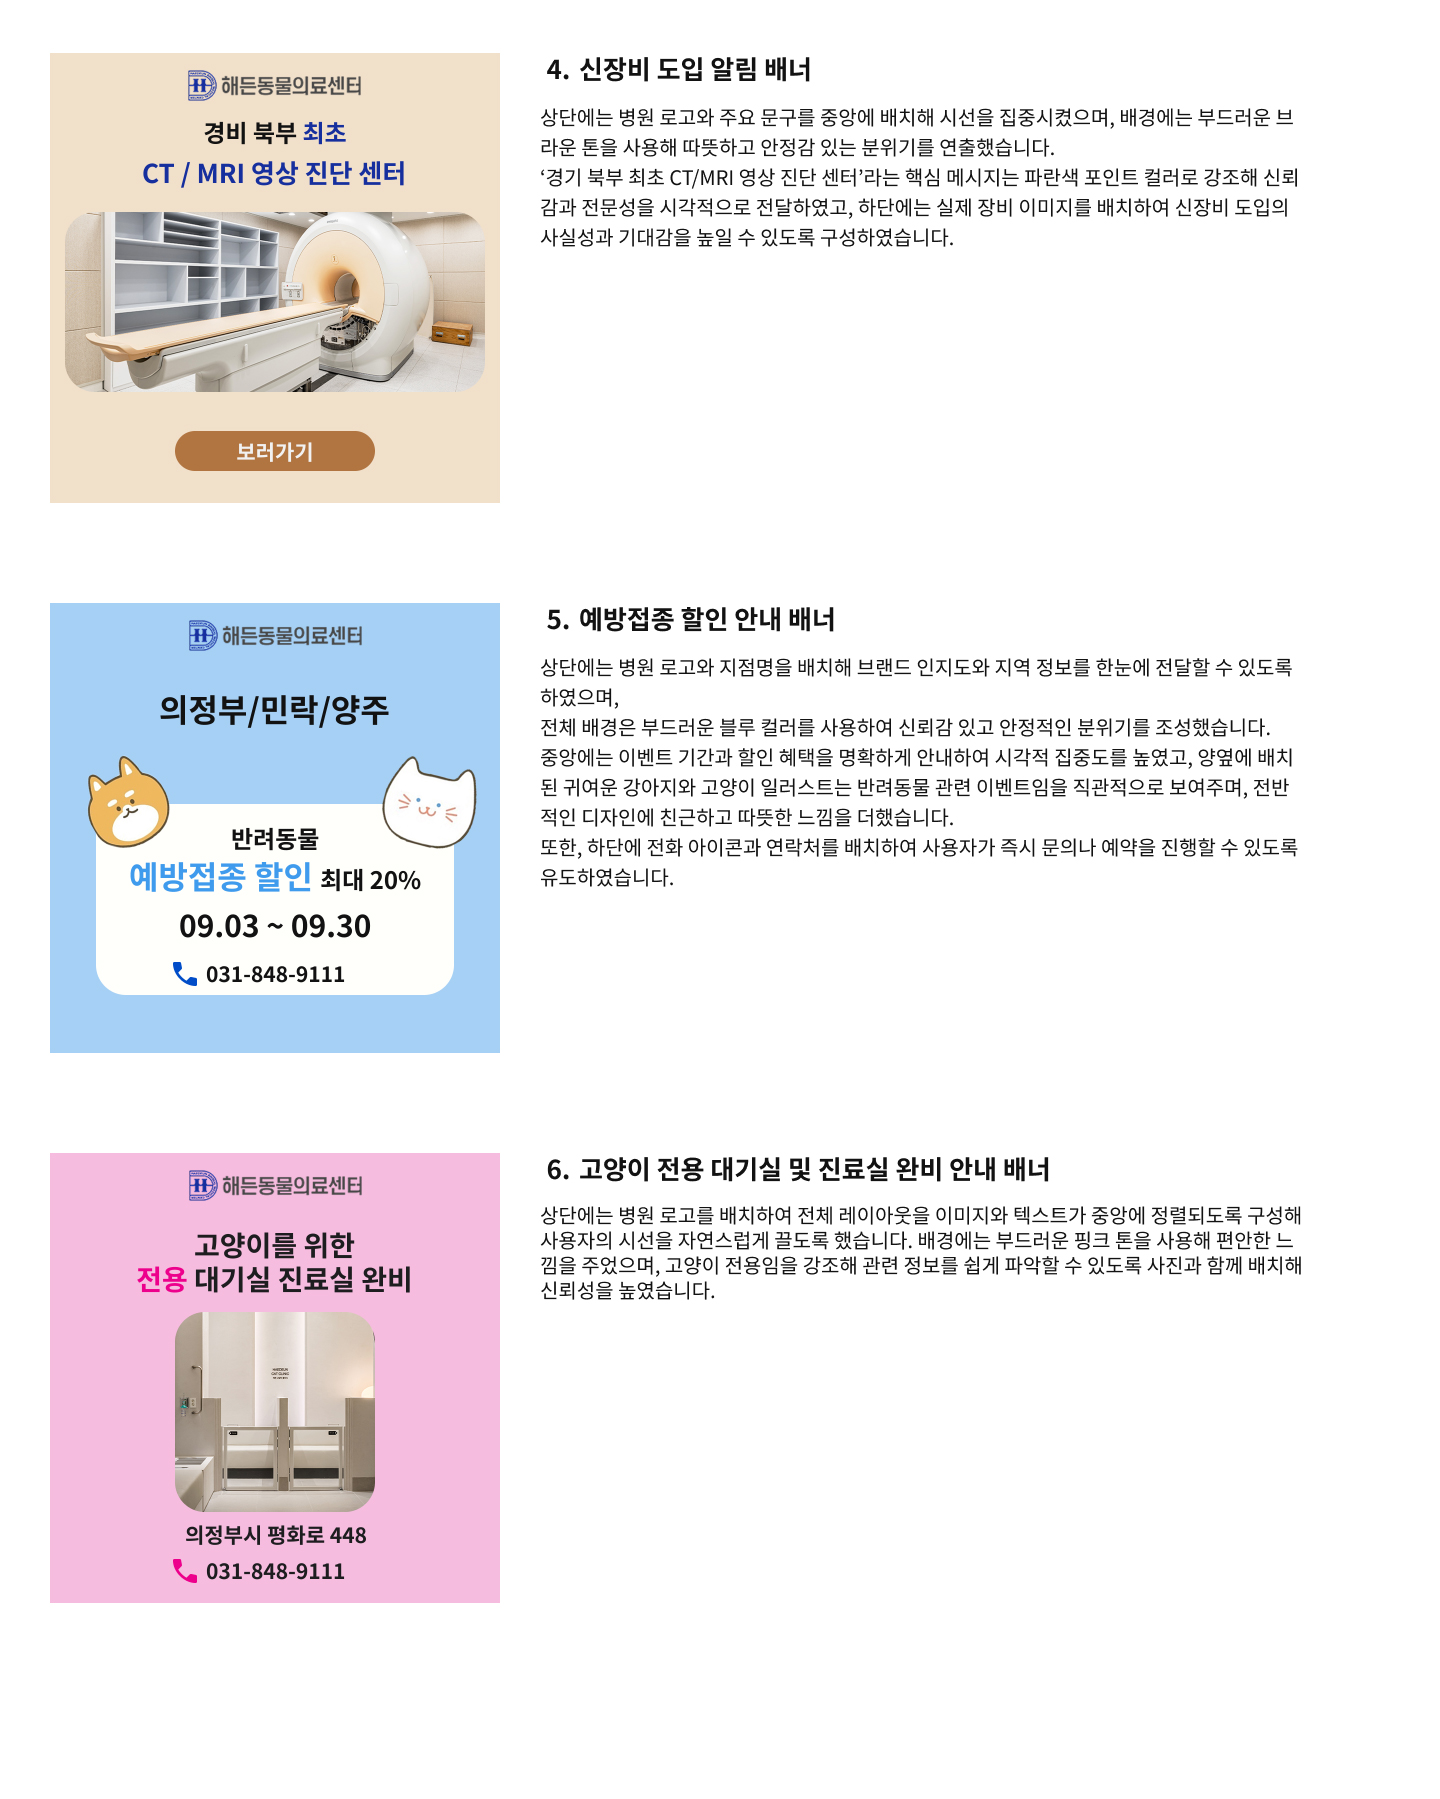 해든동물의료센터
경비 북부 최초
CT / MRI 영상 진단 센터
보러가기
4. 신장비 도입 알림 배너
상단에는 병원 로고와 주요 문구를 중앙에 배치해 시선을 집중시켰으며, 배경에는 부드러운 브
라운 톤을 사용해 따뜻하고 안정감 있는 분위기를 연출했습니다.
‘경기 북부 최초 CT/MRI 영상 진단 센터’라는 핵심 메시지는 파란색 포인트 컬러로 강조해 신뢰
감과 전문성을 시각적으로 전달하였고, 하단에는 실제 장비 이미지를 배치하여 신장비 도입의
사실성과 기대감을 높일 수 있도록 구성하였습니다.
해든동물의료센터
의정부/민락/양주
반려동물
예방접종 할인 최대 20%
09.03 ~ 09.30
031-848-9111
5. 예방접종 할인 안내 배너
상단에는 병원 로고와 지점명을 배치해 브랜드 인지도와 지역 정보를 한눈에 전달할 수 있도록
하였으며,
전체 배경은 부드러운 블루 컬러를 사용하여 신뢰감 있고 안정적인 분위기를 조성했습니다.
중앙에는 이벤트 기간과 할인 혜택을 명확하게 안내하여 시각적 집중도를 높였고, 양옆에 배치
된 귀여운 강아지와 고양이 일러스트는 반려동물 관련 이벤트임을 직관적으로 보여주며, 전반
적인 디자인에 친근하고 따뜻한 느낌을 더했습니다.
또한, 하단에 전화 아이콘과 연락처를 배치하여 사용자가 즉시 문의나 예약을 진행할 수 있도록
유도하였습니다.
해든동물의료센터
고양이를 위한
전용 대기실 진료실 완비
의정부시 평화로 448
031-848-9111
6. 고양이 전용 대기실 및 진료실 완비 안내 배너
상단에는 병원 로고를 배치하여 전체 레이아웃을 이미지와 텍스트가 중앙에 정렬되도록 구성해
사용자의 시선을 자연스럽게 끌도록 했습니다. 배경에는 부드러운 핑크 톤을 사용해 편안한 느
낌을 주었으며, 고양이 전용임을 강조해 관련 정보를 쉽게 파악할 수 있도록 사진과 함께 배치해
신뢰성을 높였습니다.